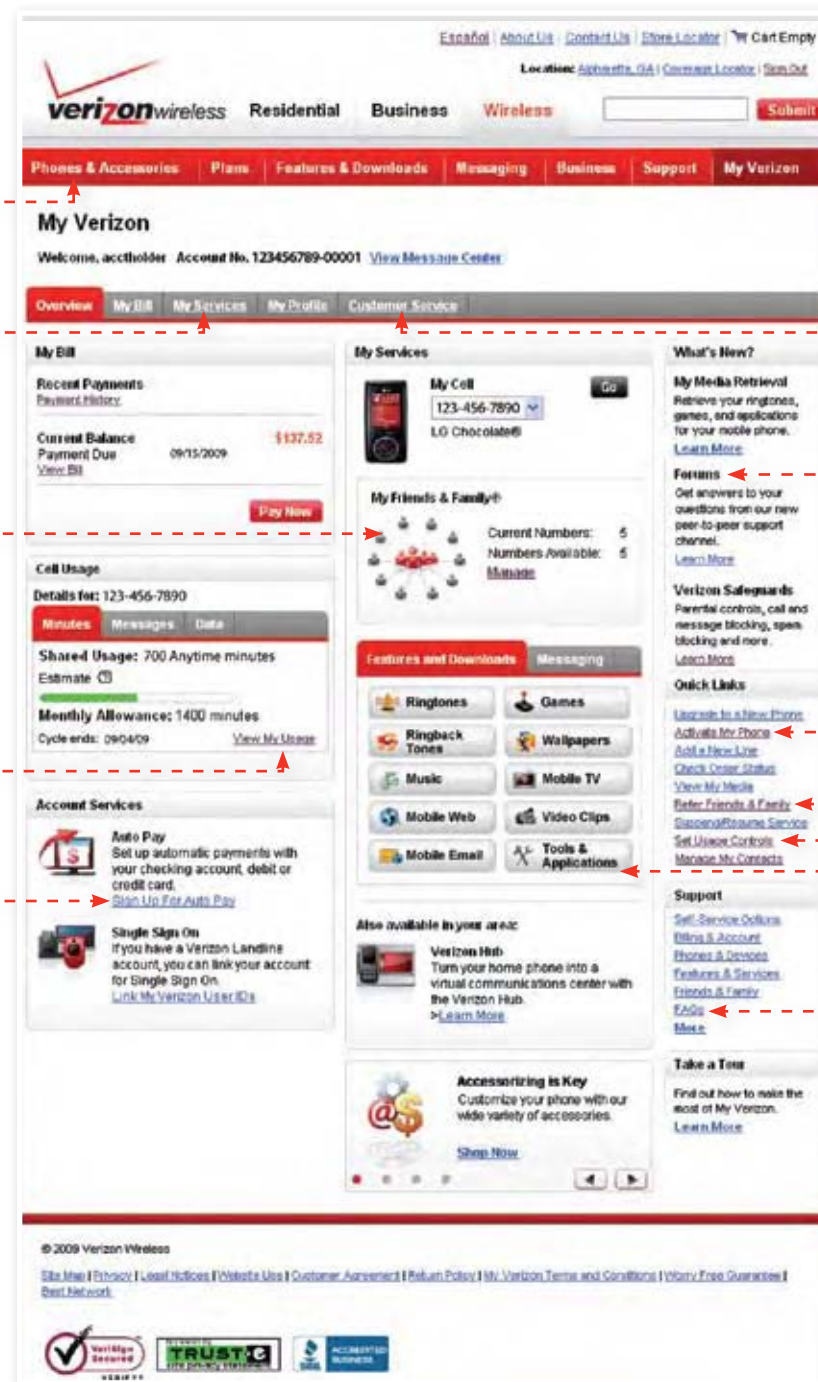 Español | About Us | Contact Us | Store Locator | Cart Empty
Location: Alpharetta, GA | Coverage Locator | Sign Out
verizonwireless Residential Business Wireless Submit
Phones & Accessories Plans Features & Downloads Messaging Business Support My Verizon
My Verizon
Welcome, acctholder Account No. 123456789-00001 View Message Center
Overview My Bill My Services My Profile Customer Service
My Bill
Recent Payments
Payment History
Current Balance $137.52
Payment Due 09/15/2009
View Bill
Pay Now
Cell Usage
Details for: 123-456-7890
Minutes Messages Data
Shared Usage: 700 Anytime minutes
Estimate
Monthly Allowance: 1400 minutes
Cycle ends: 09/04/09 View My Usage
Account Services
Auto Pay
Set up automatic payments with
your checking account, debit or
credit card.
Sign Up For Auto Pay
Single Sign On
If you have a Verizon Landline
account, you can link your account
for Single Sign On.
Link My Verizon User IDs
My Services
My Cell Go
123-456-7890
LG Chocolate®
My Friends & Family®
Current Numbers: 5
Numbers Available: 5
Manage
Features and Downloads Messaging
Ringtones Games
Ringback
Tones
Wallpapers
Music Mobile TV
Mobile Web Video Clips
Mobile Email
Tools &
Applications
Also available in your area:
Verizon Hub
Turn your home phone into a
virtual communications center with
the Verizon Hub.
>Learn More
Accessorizing is Key
Customize your phone with our
wide variety of accessories.
Shop Now
What's New?
My Media Retrieval
Retrieve your ringtones,
games, and applications
for your mobile phone.
Learn More
Forums
Get answers to your
questions from our new
peer-to-peer support
channel.
Learn More
Verizon Safeguards
Parental controls, call and
message blocking, spam
blocking and more.
Learn More
Quick Links
Upgrade to a New Phone
Activate My Phone
Add a New Line
Check Order Status
View My Media
Refer Friends & Family
Suspend/Resume Service
Set Usage Controls
Manage My Contacts
Support
Self-Service Options
Billing & Account
Phones & Devices
Features & Services
Friends & Family
FAQs
More
Take a Tour
Find out how to make the
most of My Verizon.
Learn More
© 2009 Verizon Wireless
Site Map | Privacy | Legal Notices | Website Use | Customer Agreement | Return Policy | My Verizon Terms and Conditions | Worry Free Guarantee |
Best Network
VeriSign
Secured
VERIFY
TRUSTe
site privacy statement
BBB
ACCREDITED
BUSINESS